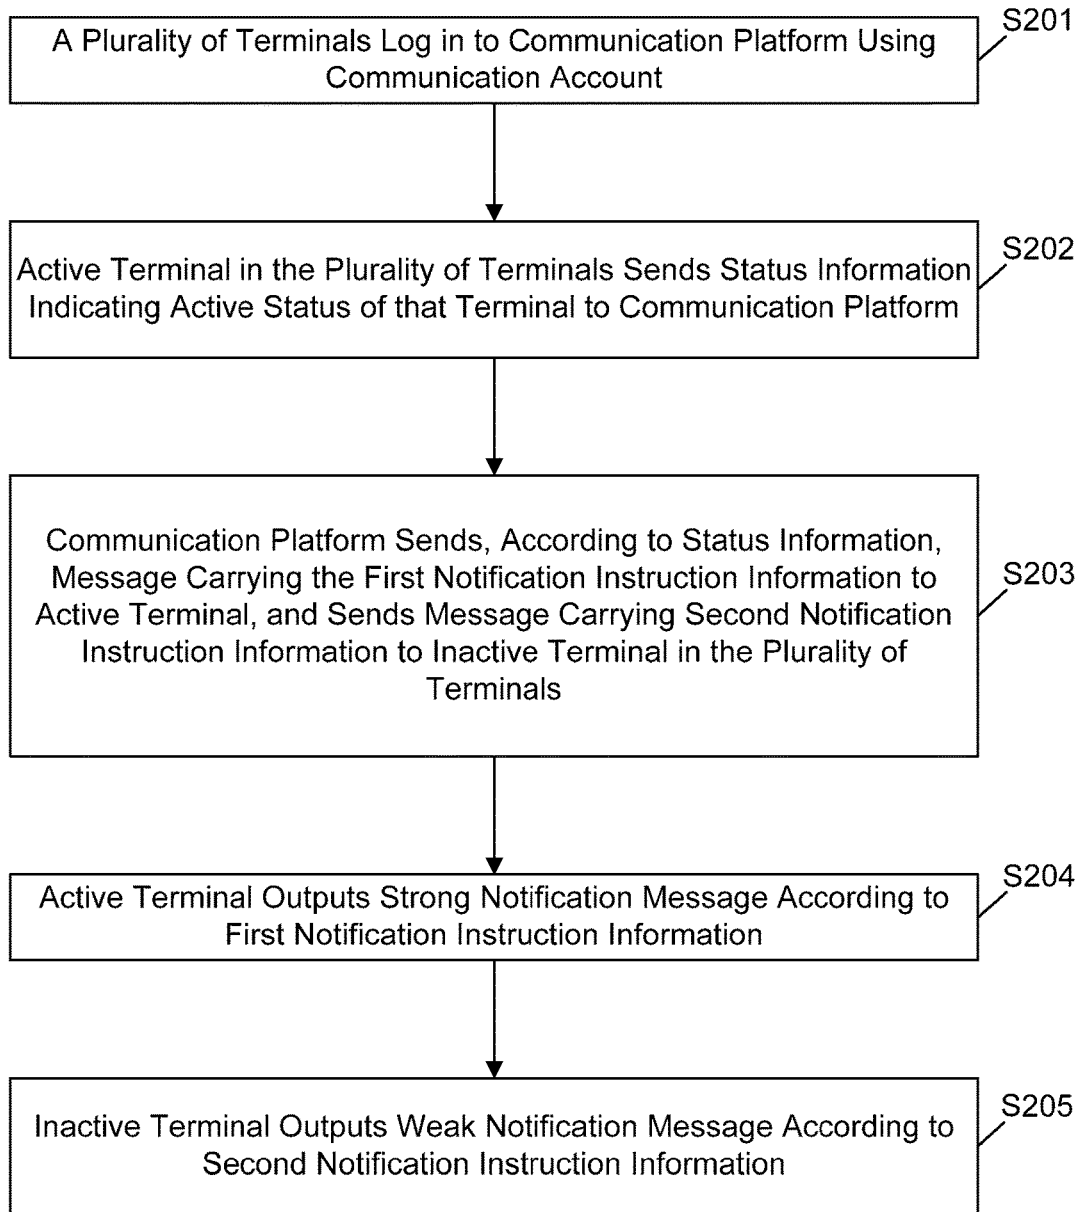 S201
A Plurality of Terminals Log in to Communication Platform Using
Communication Account
S202
Active Terminal in the Plurality of Terminals Sends Status Information
Indicating Active Status of that Terminal to Communication Platform
S203
Communication Platform Sends, According to Status Information,
Message Carrying the First Notification Instruction Information to
Active Terminal, and Sends Message Carrying Second Notification
Instruction Information to Inactive Terminal in the Plurality of
Terminals
S204
Active Terminal Outputs Strong Notification Message According to
First Notification Instruction Information
S205
Inactive Terminal Outputs Weak Notification Message According to
Second Notification Instruction Information